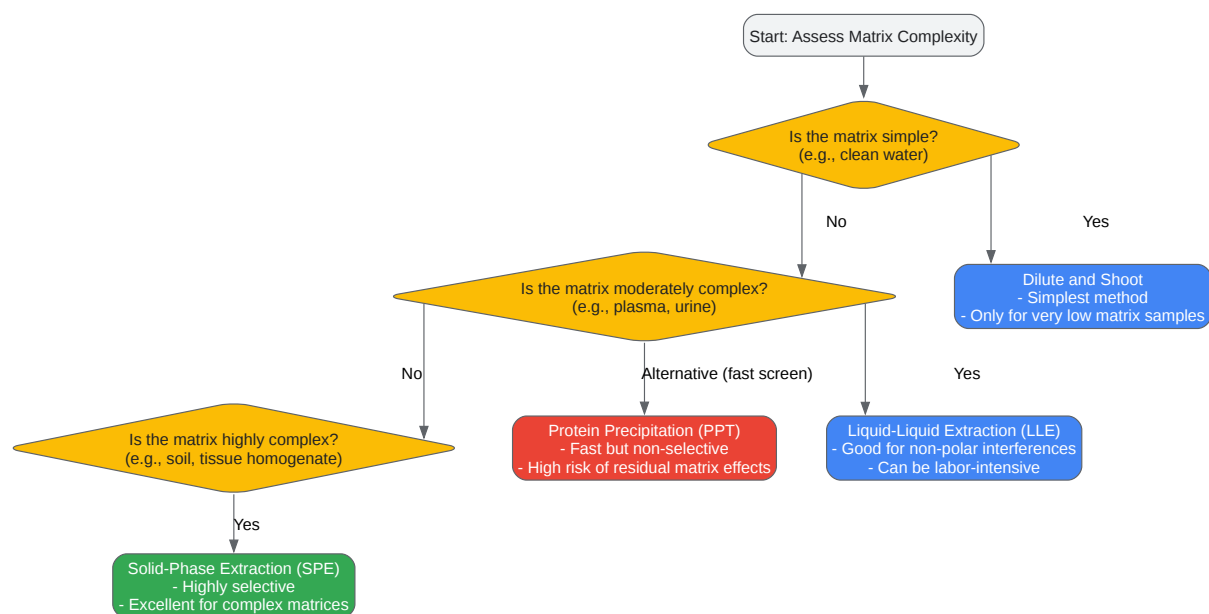 Start: Assess Matrix Complexity
Is the matrix simple?
(e.g., clean water)
No
Yes
Dilute and Shoot
- Simplest method
- Only for very low matrix samples
Is the matrix moderately complex?
(e.g., plasma, urine)
No
Alternative (fast screen)
Yes
Is the matrix highly complex?
(e.g., soil, tissue homogenate)
Protein Precipitation (PPT)
- Fast but non-selective
- High risk of residual matrix effects
Liquid-Liquid Extraction (LLE)
- Good for non-polar interferences
- Can be labor-intensive
Yes
Solid-Phase Extraction (SPE)
- Highly selective
- Excellent for complex matrices